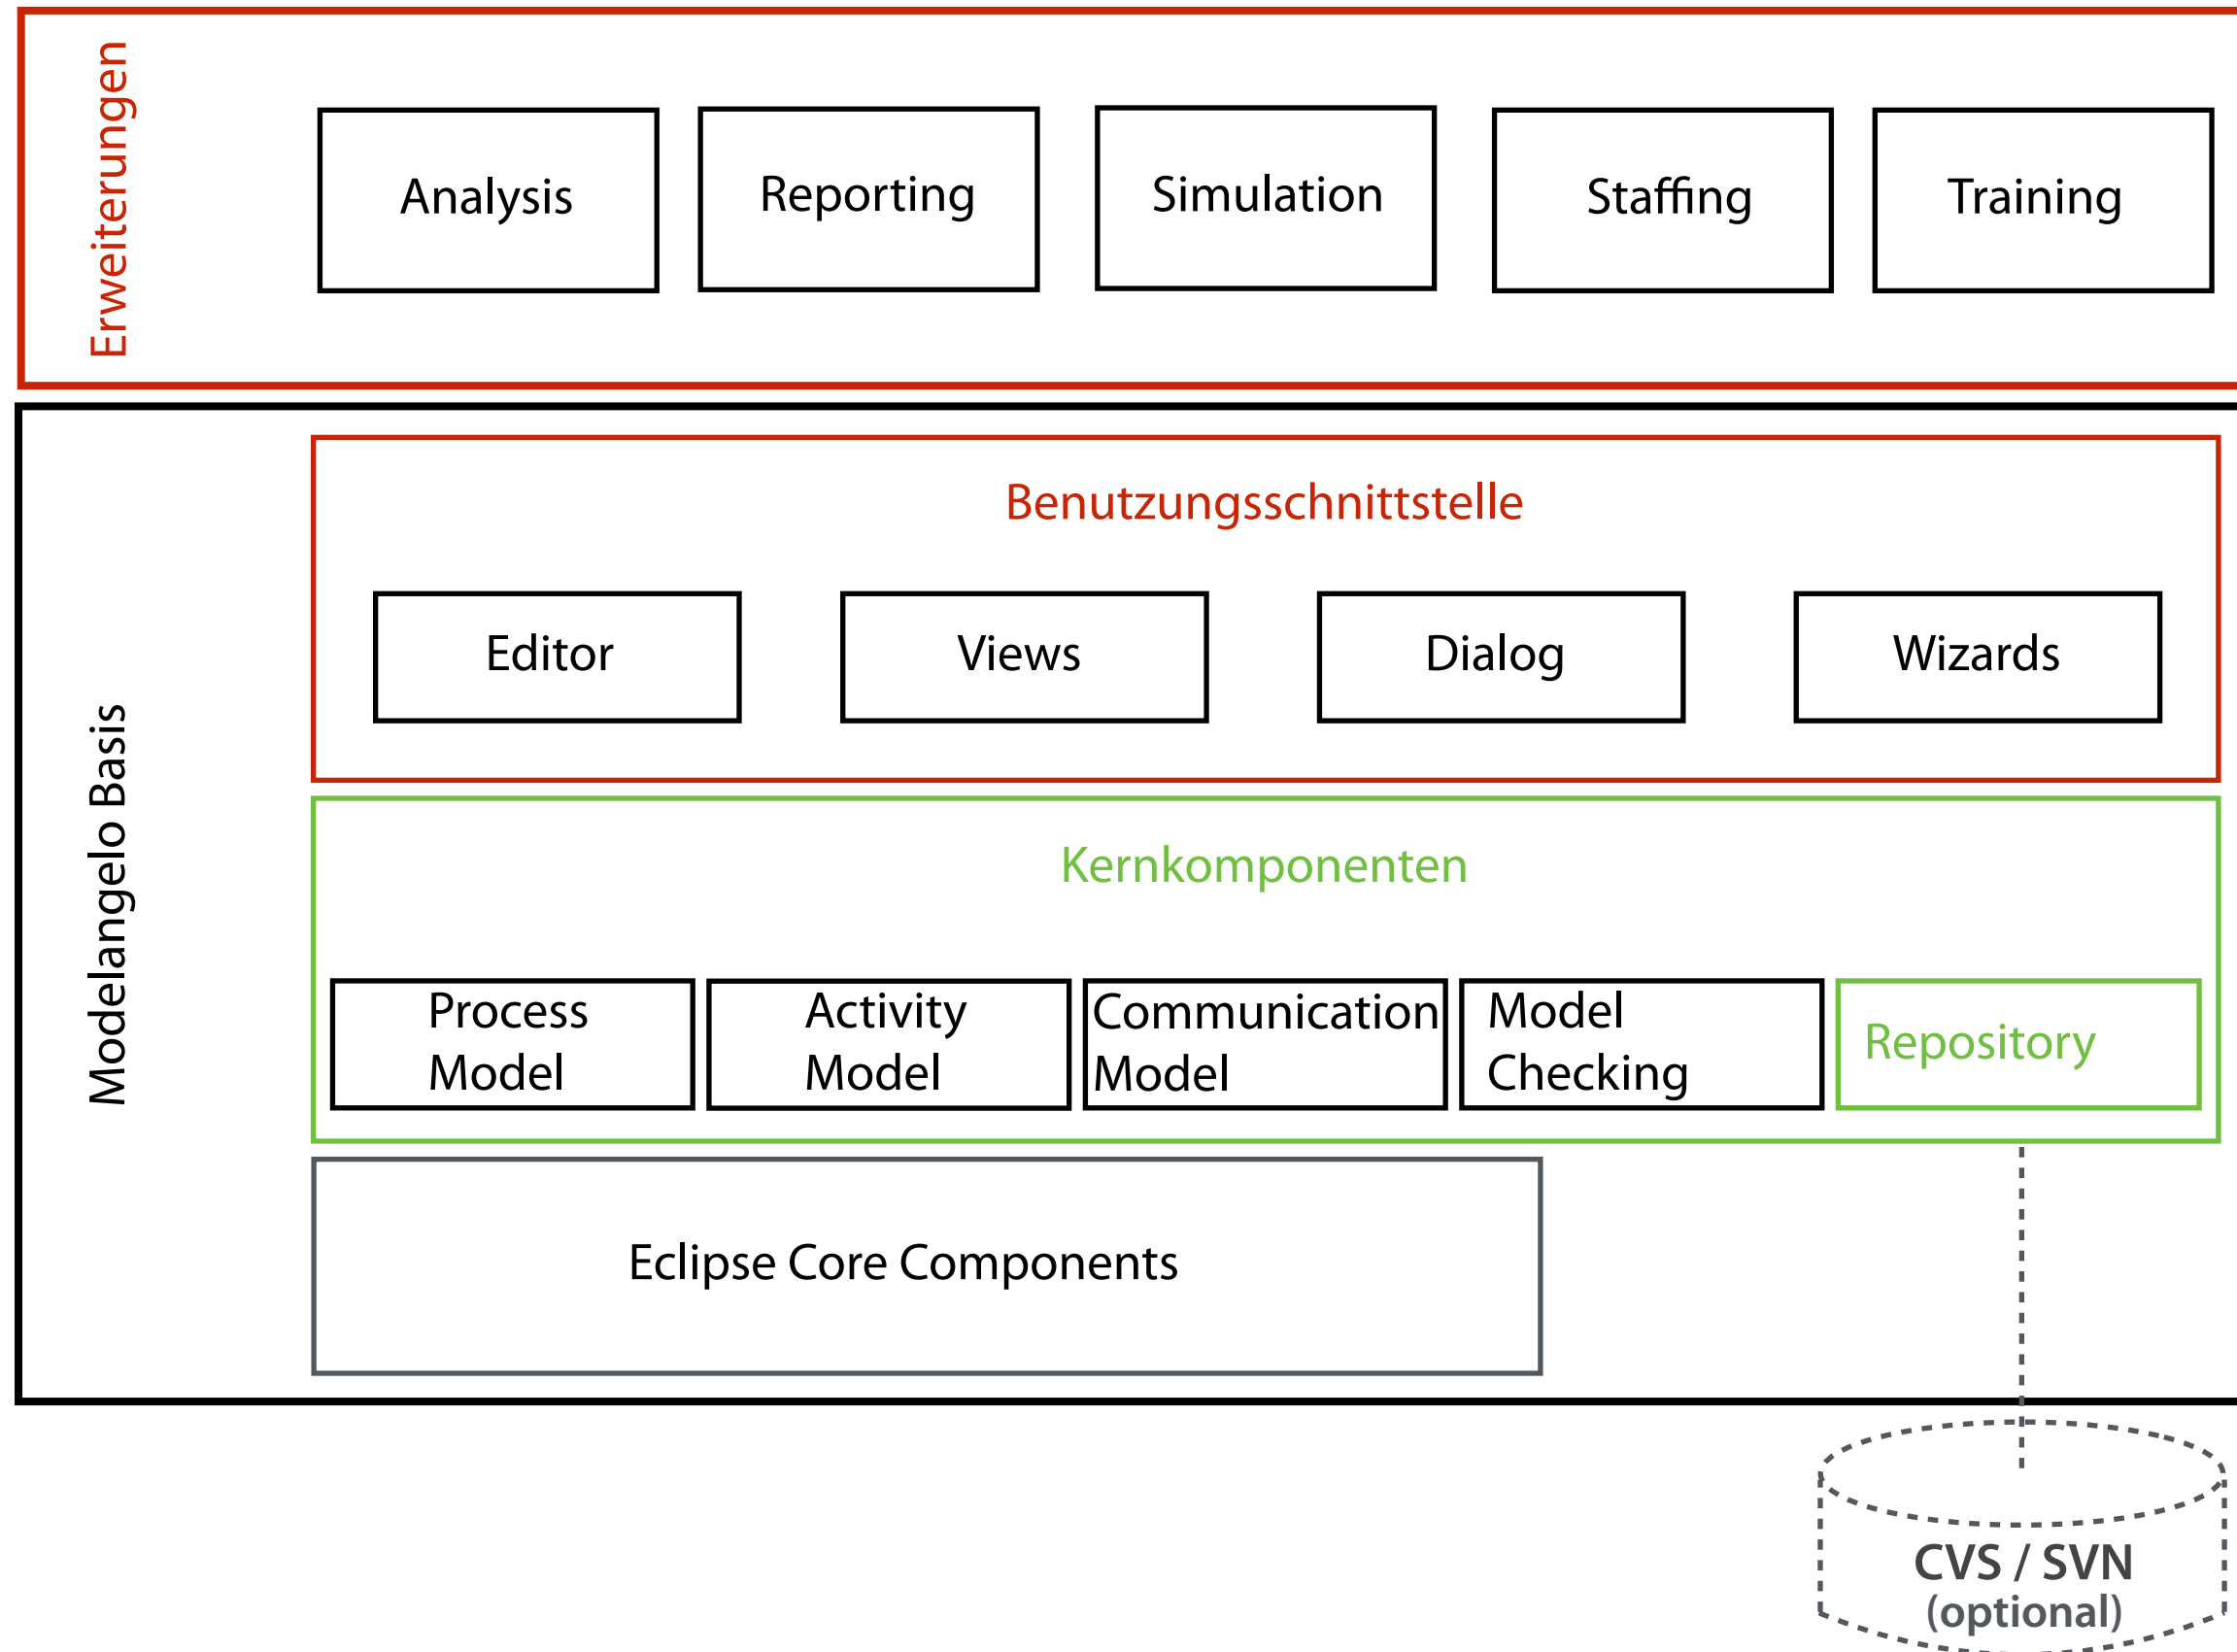 Erweiterungen
Analysis
Reporting
Simulation
Staffing
Training
Modelangelo Basis
Benutzungsschnittstelle
Editor
Views
Dialog
Wizards
Kernkomponenten
Process
Model
Activity
Model
Communication
Model
Model
Checking
Repository
Eclipse Core Components
CVS / SVN
(optional)